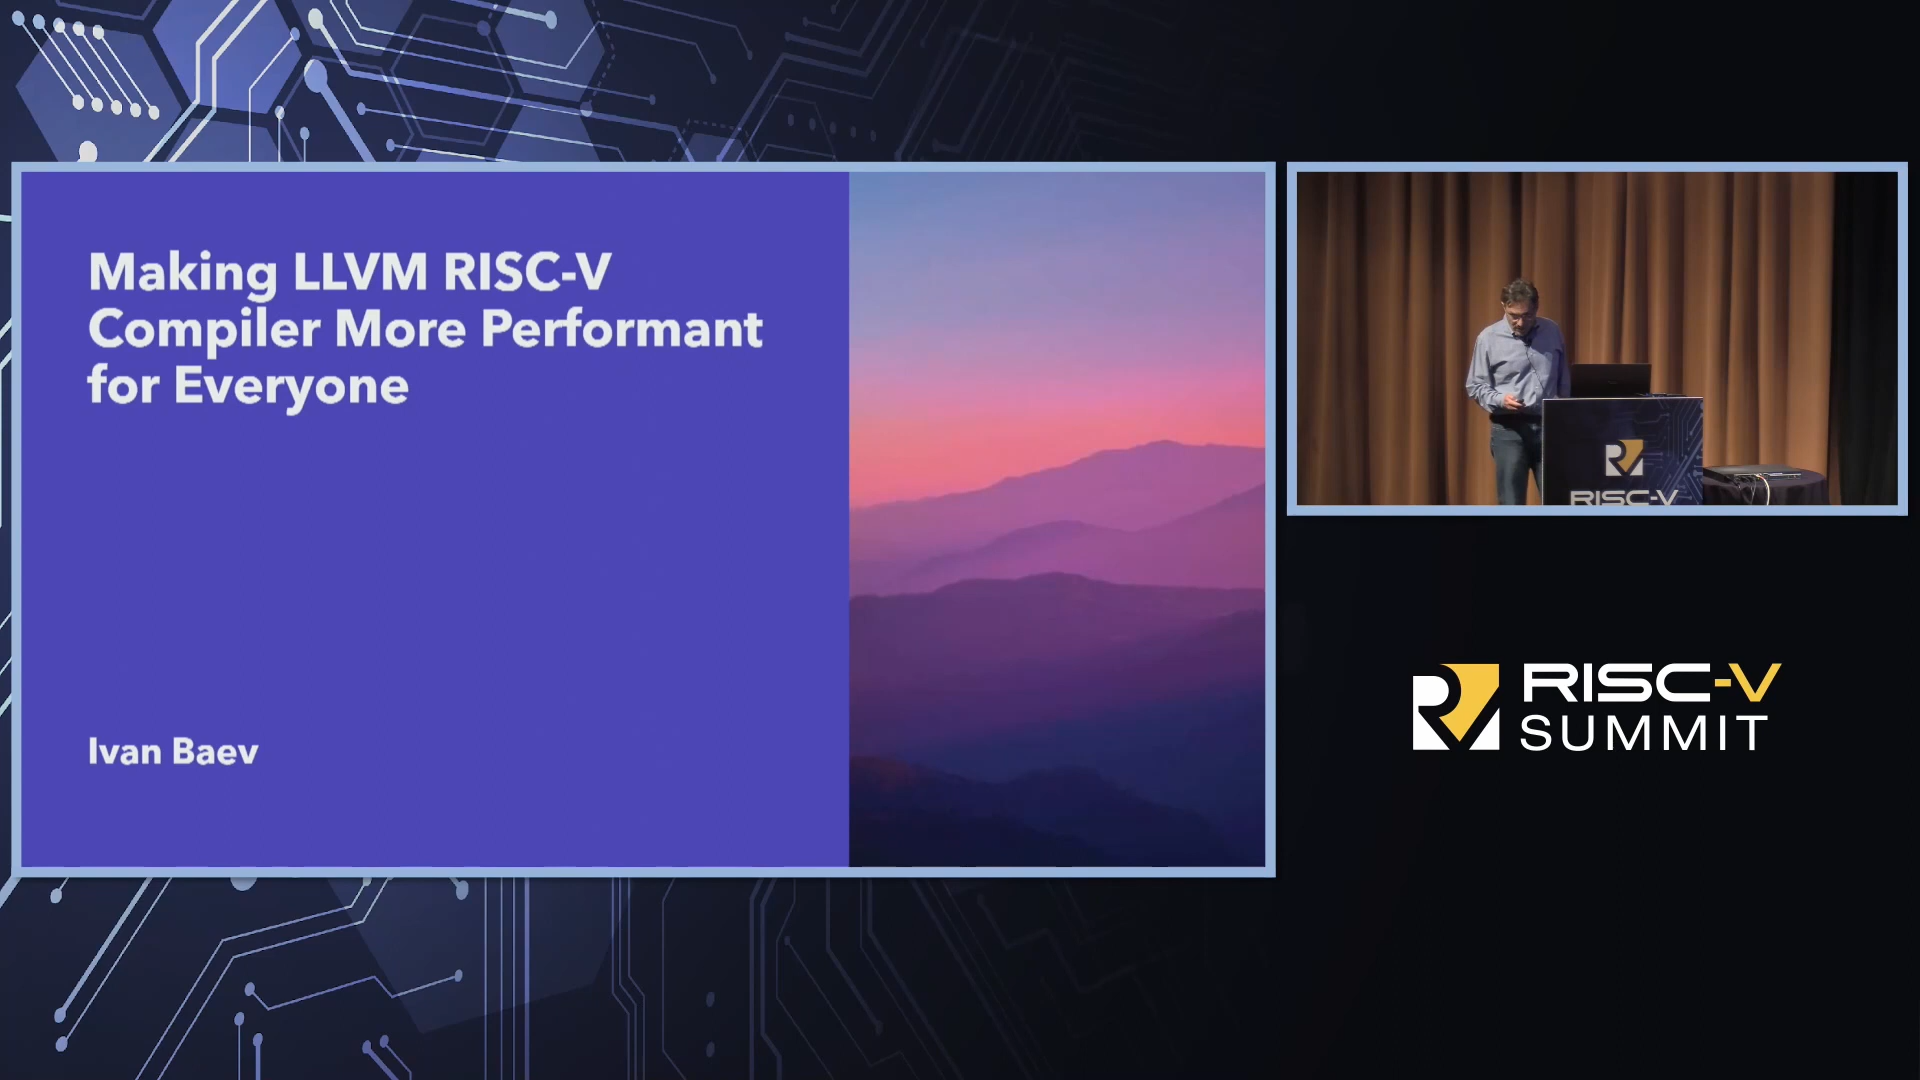 Making LLVM RISC-V
Compiler More Performant
for Everyone
Ivan Baev
RISC-V
RISC-V
SUMMIT